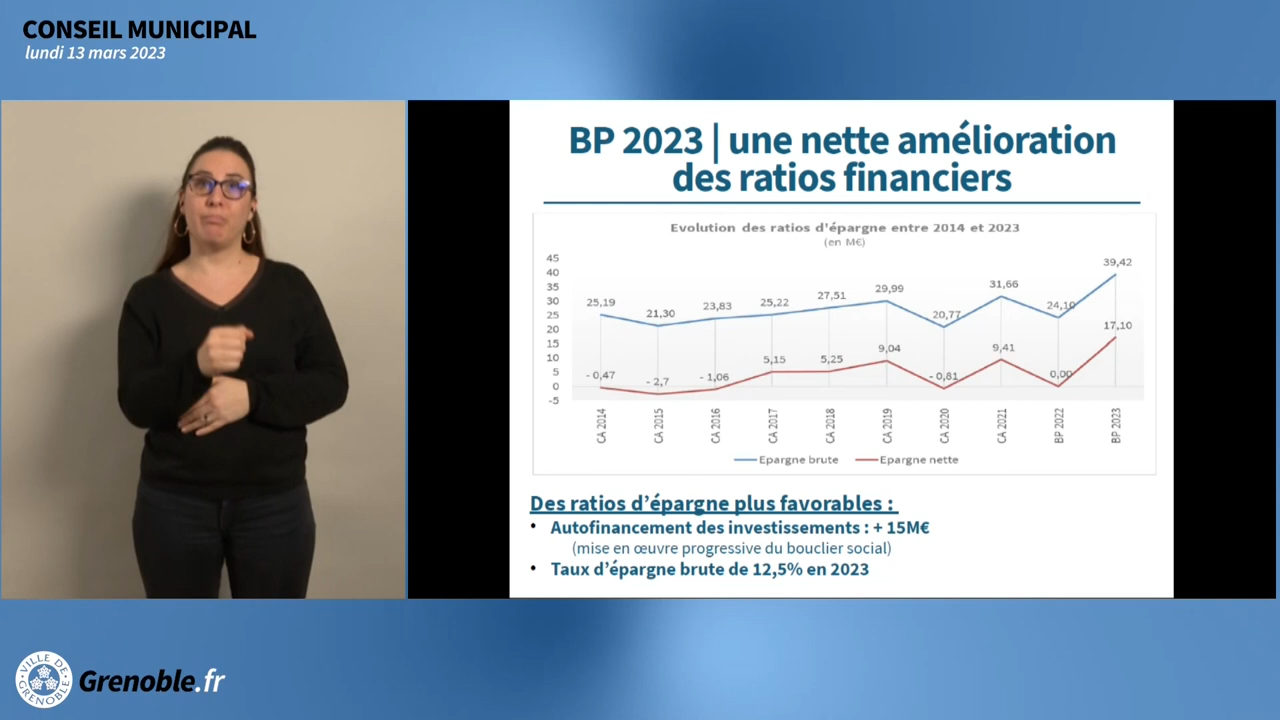 CONSEIL MUNICIPAL
lundi 13 mars 2023
BP 2023 | une nette amélioration
des ratios financiers
Evolution des ratios d'épargne entre 2014 et 2023
(en M€)
45
40
35
30
25
20
15
10
5
0
-5
25,19
21,30
23,83
25,22
27,51
29,99
20,77
31,66
24,10
39,42
- 0,47
- 2,7
- 1,06
5,15
5,25
9,04
- 0,81
9,41
0,00
17,10
CA 2014
CA 2015
CA 2016
CA 2017
CA 2018
CA 2019
CA 2020
CA 2021
BP 2022
BP 2023
Epargne brute
Epargne nette
Des ratios d'épargne plus favorables :
• Autofinancement des investissements : + 15M€
(mise en œuvre progressive du bouclier social)
• Taux d'épargne brute de 12,5% en 2023
VILLE DE
GRENOBLE
Grenoble.fr